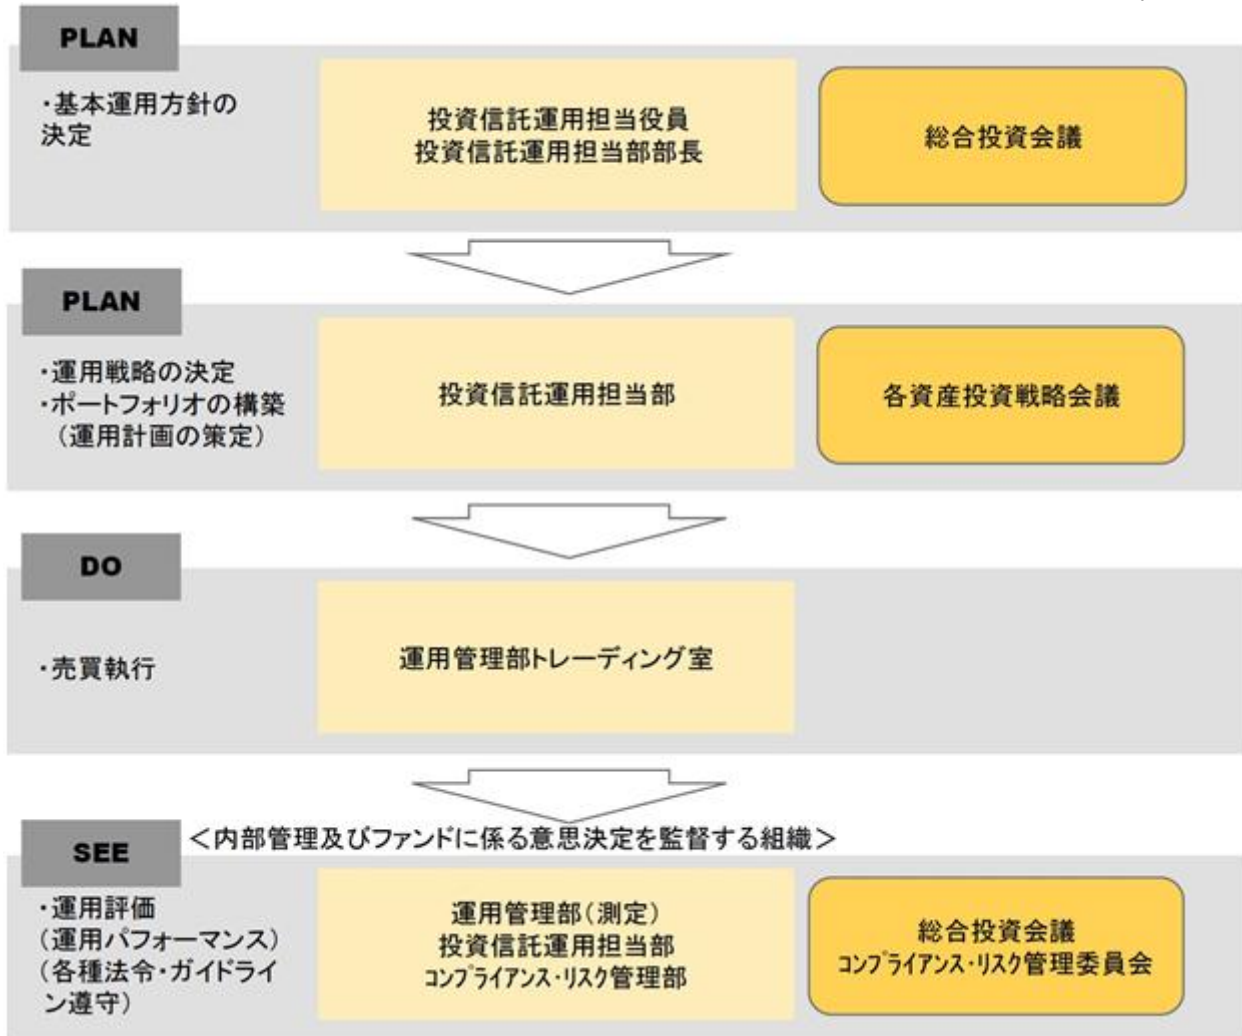 PLAN
・基本運用方針の
決定
投資信託運用担当役員
投資信託運用担当部部長
総合投資会議
PLAN
・運用戦略の決定
・ポートフォリオの構築
（運用計画の策定）
投資信託運用担当部
各資産投資戦略会議
DO
・売買執行
運用管理部トレーディング室
＜内部管理及びファンドに係る意思決定を監督する組織＞
SEE
・運用評価
（運用パフォーマンス）
（各種法令・ガイドライ
ン遵守）
運用管理部（測定）
投資信託運用担当部
ｺﾝﾌﾟﾗｲｱﾝｽ・ﾘｽｸ管理部
総合投資会議
ｺﾝﾌﾟﾗｲｱﾝｽ・ﾘｽｸ管理委員会